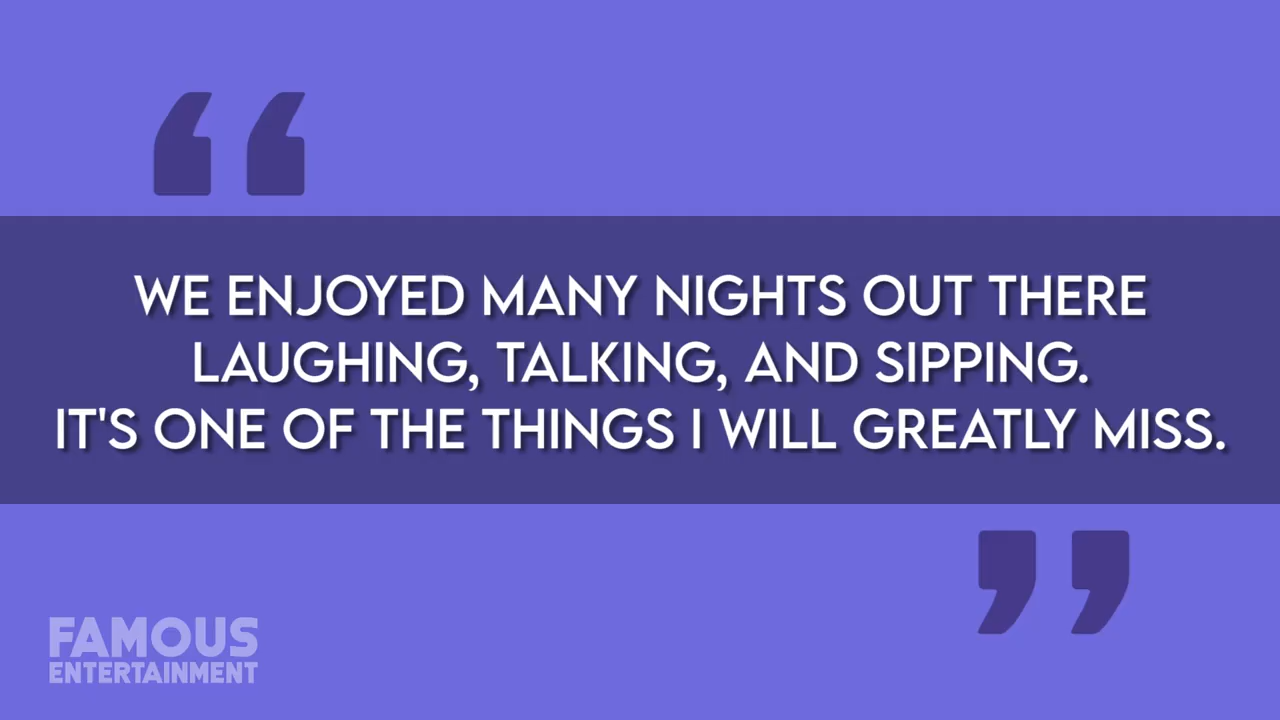 WE ENJOYED MANY NIGHTS OUT THERE
LAUGHING, TALKING, AND SIPPING.
IT'S ONE OF THE THINGS I WILL GREATLY MISS.
FAMOUS
ENTERTAINMENT